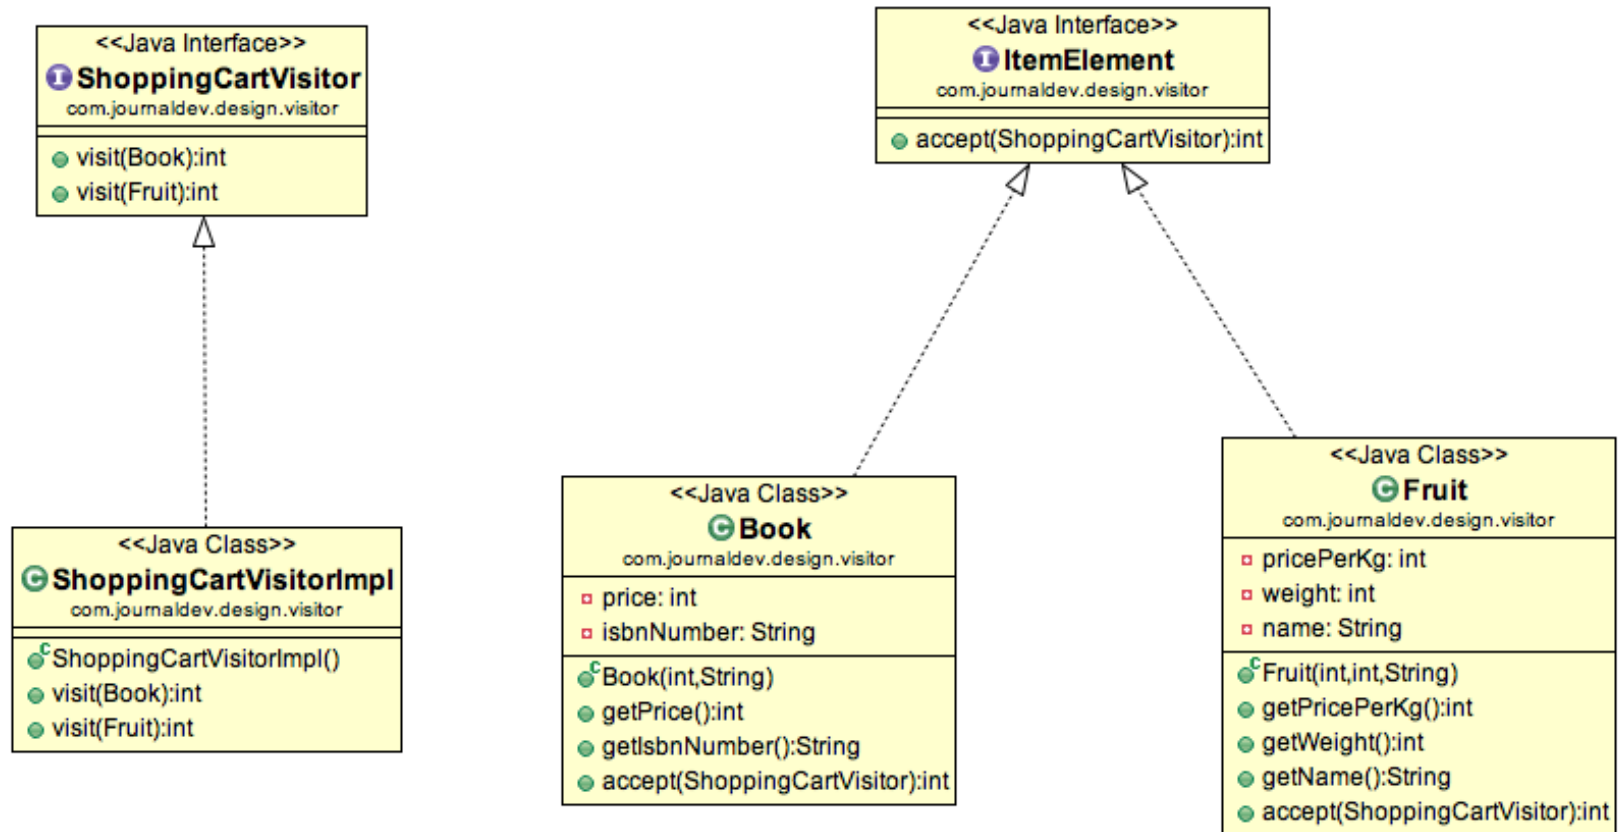 <<Java Interface>>
ShoppingCartVisitor
com.journaldev.design.visitor
visit(Book):int
visit(Fruit):int
<<Java Interface>>
ItemElement
com.journaldev.design.visitor
accept(ShoppingCartVisitor):int
<<Java Class>>
ShoppingCartVisitorImpl
com.journaldev.design.visitor
ShoppingCartVisitorImpl()
visit(Book):int
visit(Fruit):int
<<Java Class>>
Book
com.journaldev.design.visitor
price: int
isbnNumber: String
Book(int,String)
getPrice():int
getIsbnNumber():String
accept(ShoppingCartVisitor):int
<<Java Class>>
Fruit
com.journaldev.design.visitor
pricePerKg: int
weight: int
name: String
Fruit(int,int,String)
getPricePerKg():int
getWeight():int
getName():String
accept(ShoppingCartVisitor):int